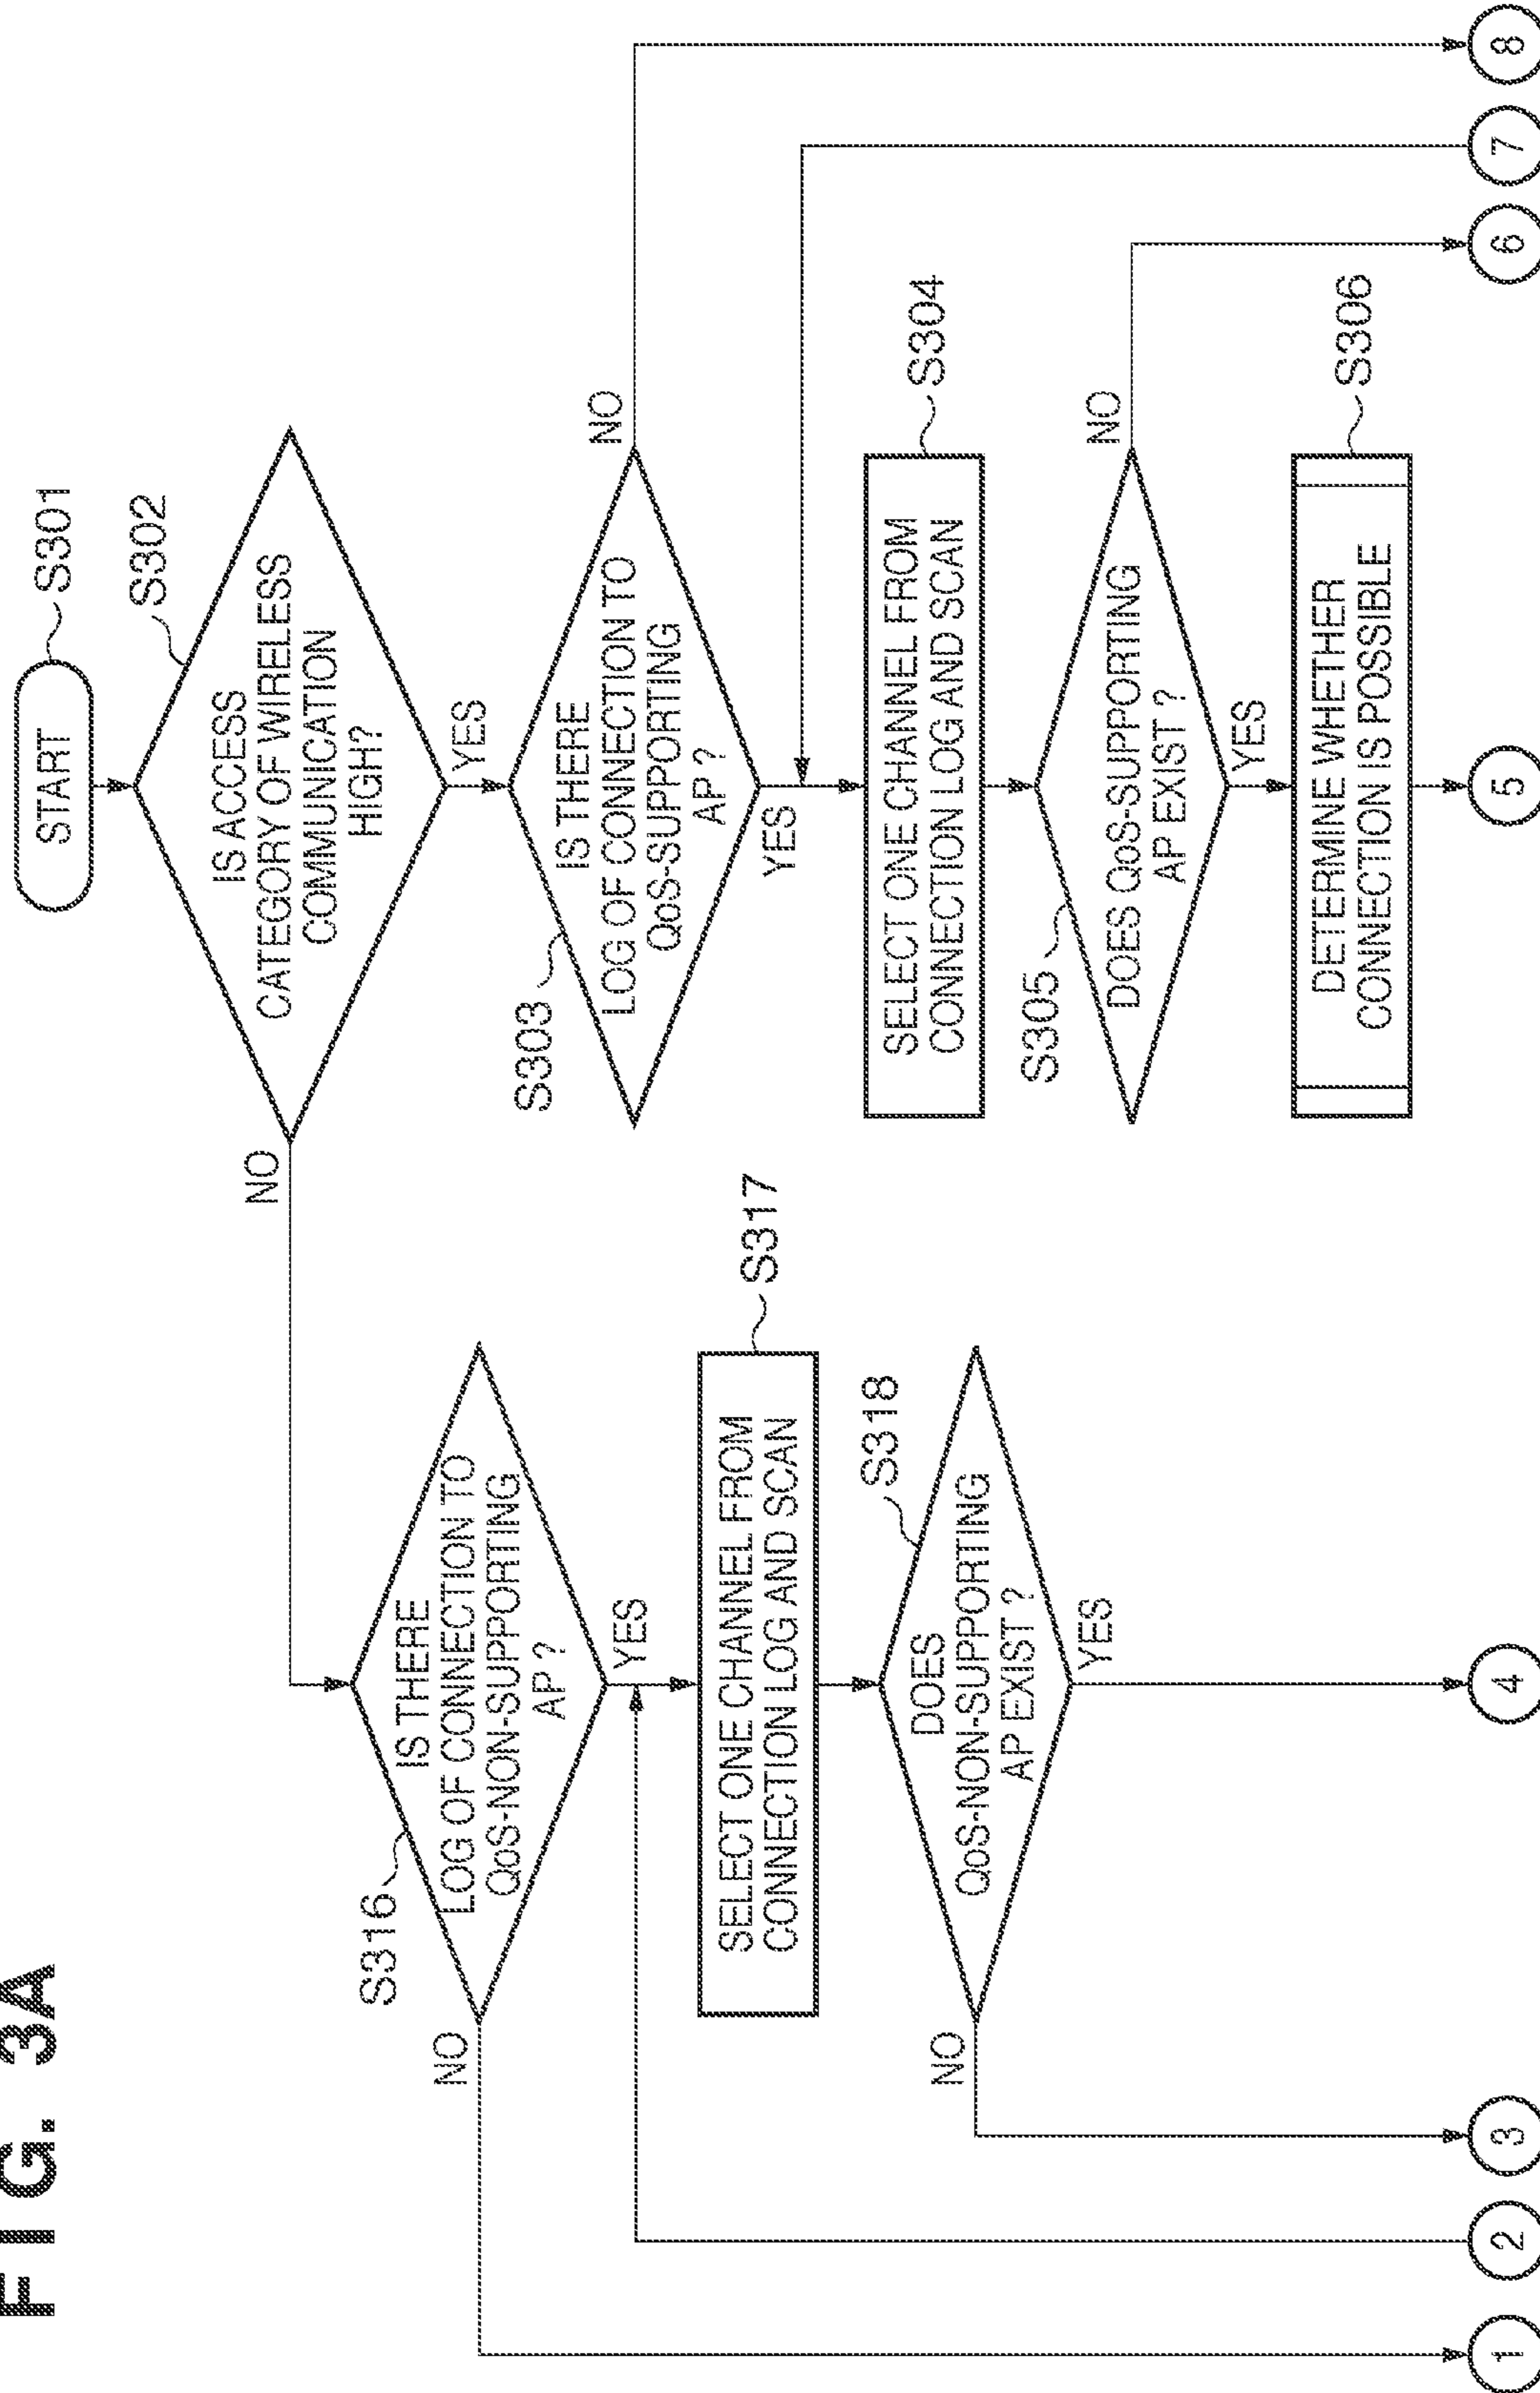 FIG. 3A
START
S301
IS ACCESS
CATEGORY OF WIRELESS
COMMUNICATION
HIGH?
S302
NO
YES
IS THERE
LOG OF CONNECTION TO
QoS-NON-SUPPORTING
AP ?
S316
NO
YES
IS THERE
LOG OF CONNECTION TO
QoS-SUPPORTING
AP ?
S303
NO
YES
SELECT ONE CHANNEL FROM
CONNECTION LOG AND SCAN
S317
SELECT ONE CHANNEL FROM
CONNECTION LOG AND SCAN
S304
DOES
QoS-NON-SUPPORTING
AP EXIST ?
S318
NO
YES
DOES QoS-SUPPORTING
AP EXIST ?
S305
NO
YES
DETERMINE WHETHER
CONNECTION IS POSSIBLE
S306
1
2
3
4
5
6
7
8